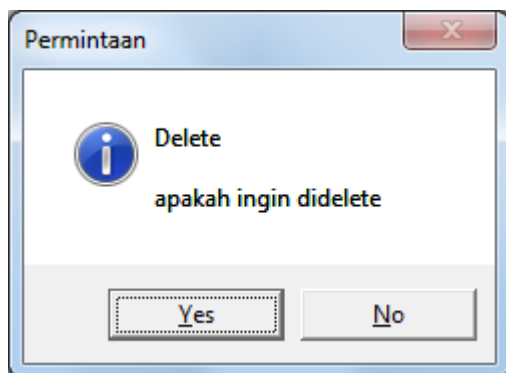 Permintaan
Delete
apakah ingin didelete
Yes
No